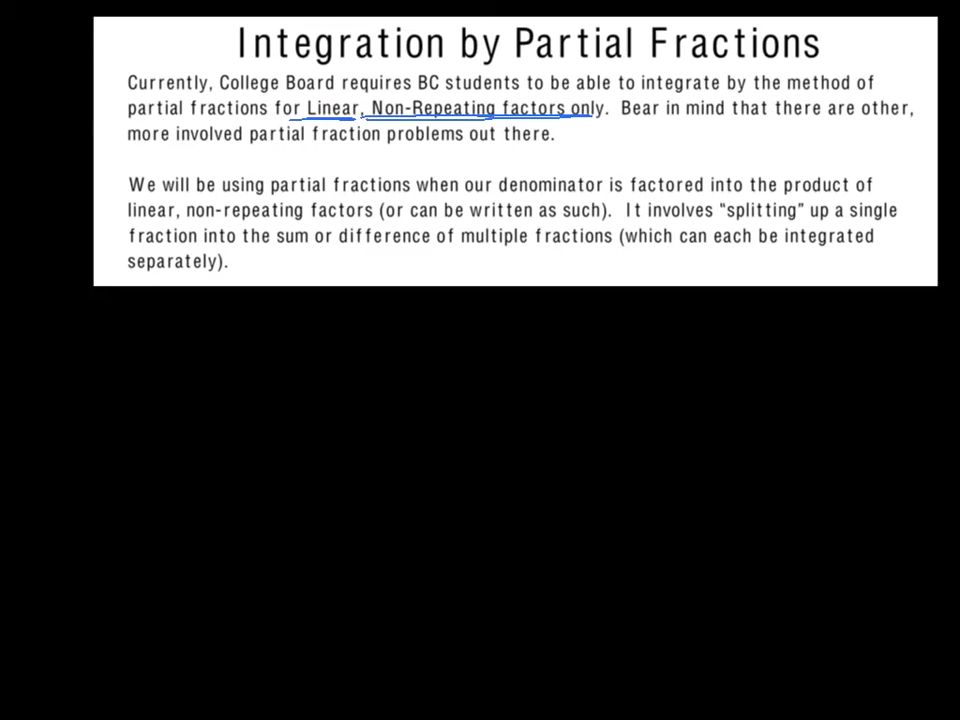 Integration by Partial Fractions
Currently, College Board requires BC students to be able to integrate by the method of
partial fractions for Linear, Non-Repeating factors only. Bear in mind that there are other,
more involved partial fraction problems out there.
We will be using partial fractions when our denominator is factored into the product of
linear, non-repeating factors (or can be written as such). It involves “splitting” up a single
fraction into the sum or difference of multiple fractions (which can each be integrated
separately).